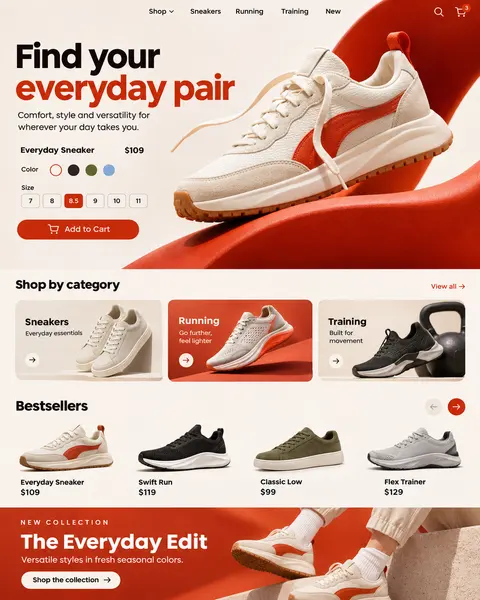 Shop
Sneakers
Running
Training
New
3
Find your
everyday pair
Comfort, style and versatility for
wherever your day takes you.
Everyday Sneaker $109
Color
Size
7 8 8.5 9 10 11
Add to Cart
Shop by category
View all →
Sneakers
Everyday essentials
→
Running
Go further,
feel lighter
→
Training
Built for
movement
→
Bestsellers
← →
Everyday Sneaker
$109
Swift Run
$119
Classic Low
$99
Flex Trainer
$129
NEW COLLECTION
The Everyday Edit
Versatile styles in fresh seasonal colors.
Shop the collection →